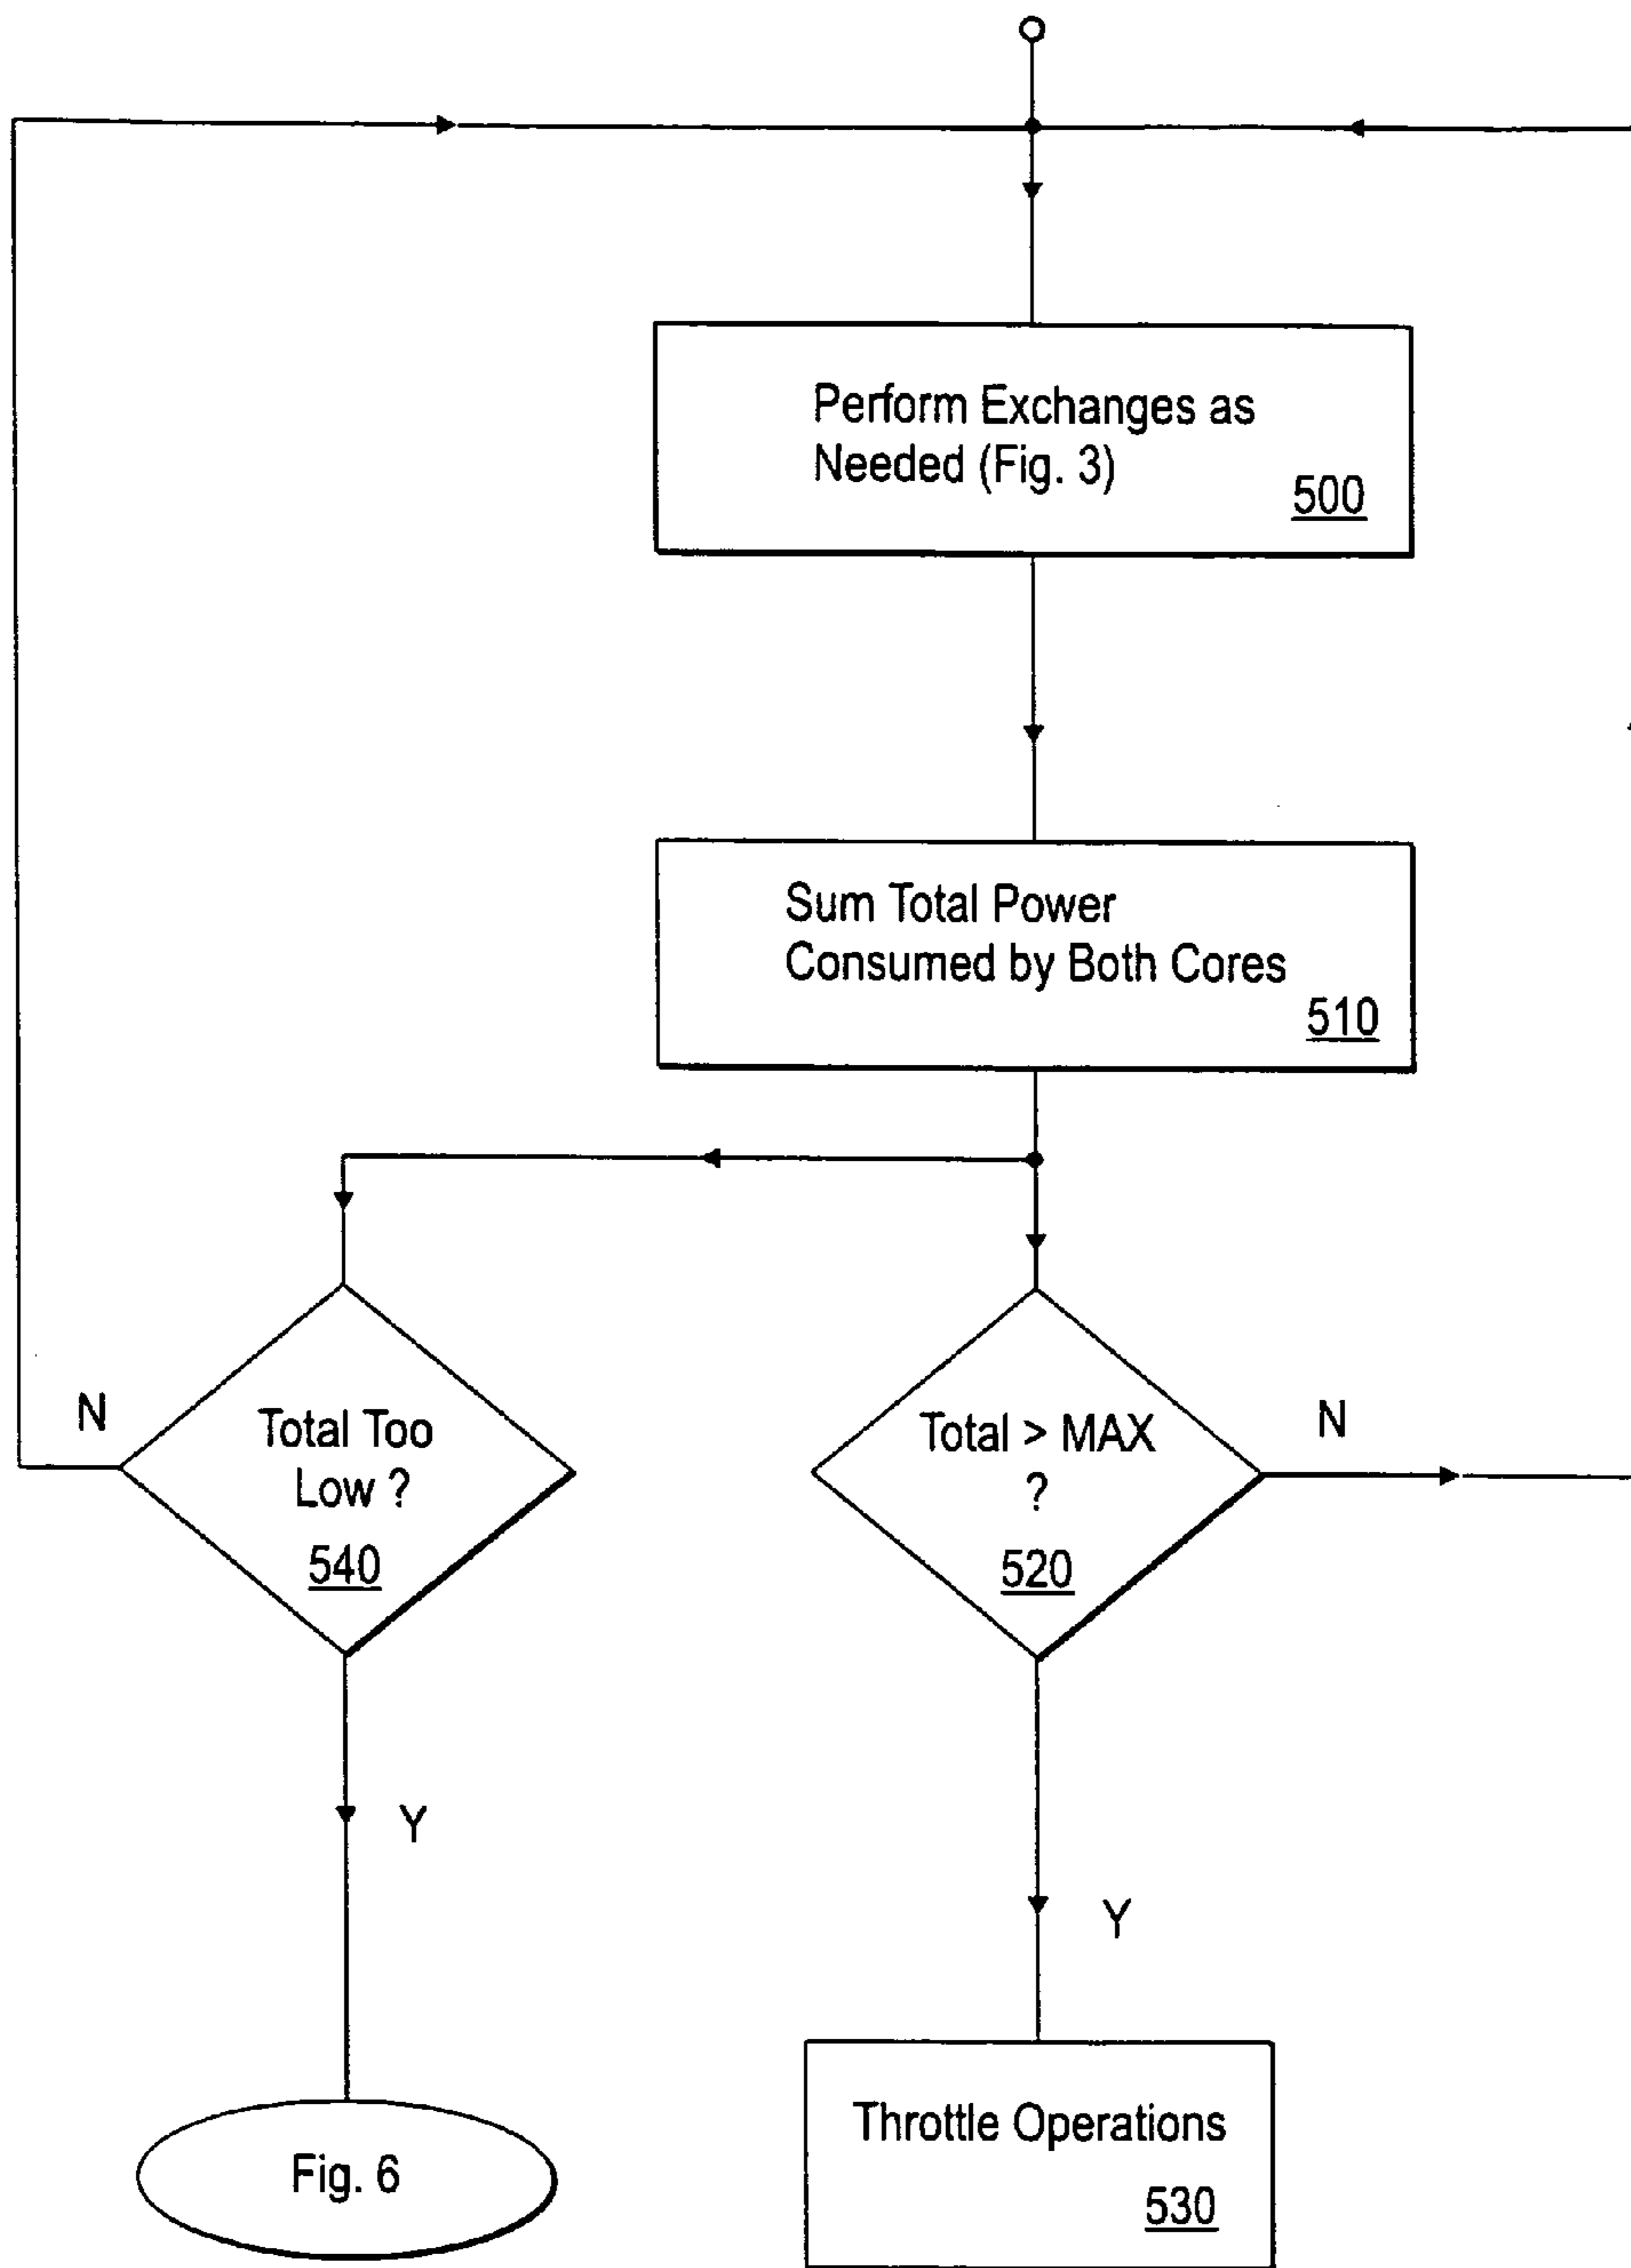 Perform Exchanges as
Needed (Fig. 3)
500
Sum Total Power
Consumed by Both Cores
510
N
Total Too
Low ?
540
Total > MAX
?
520
N
Y
Y
Fig. 6
Throttle Operations
530